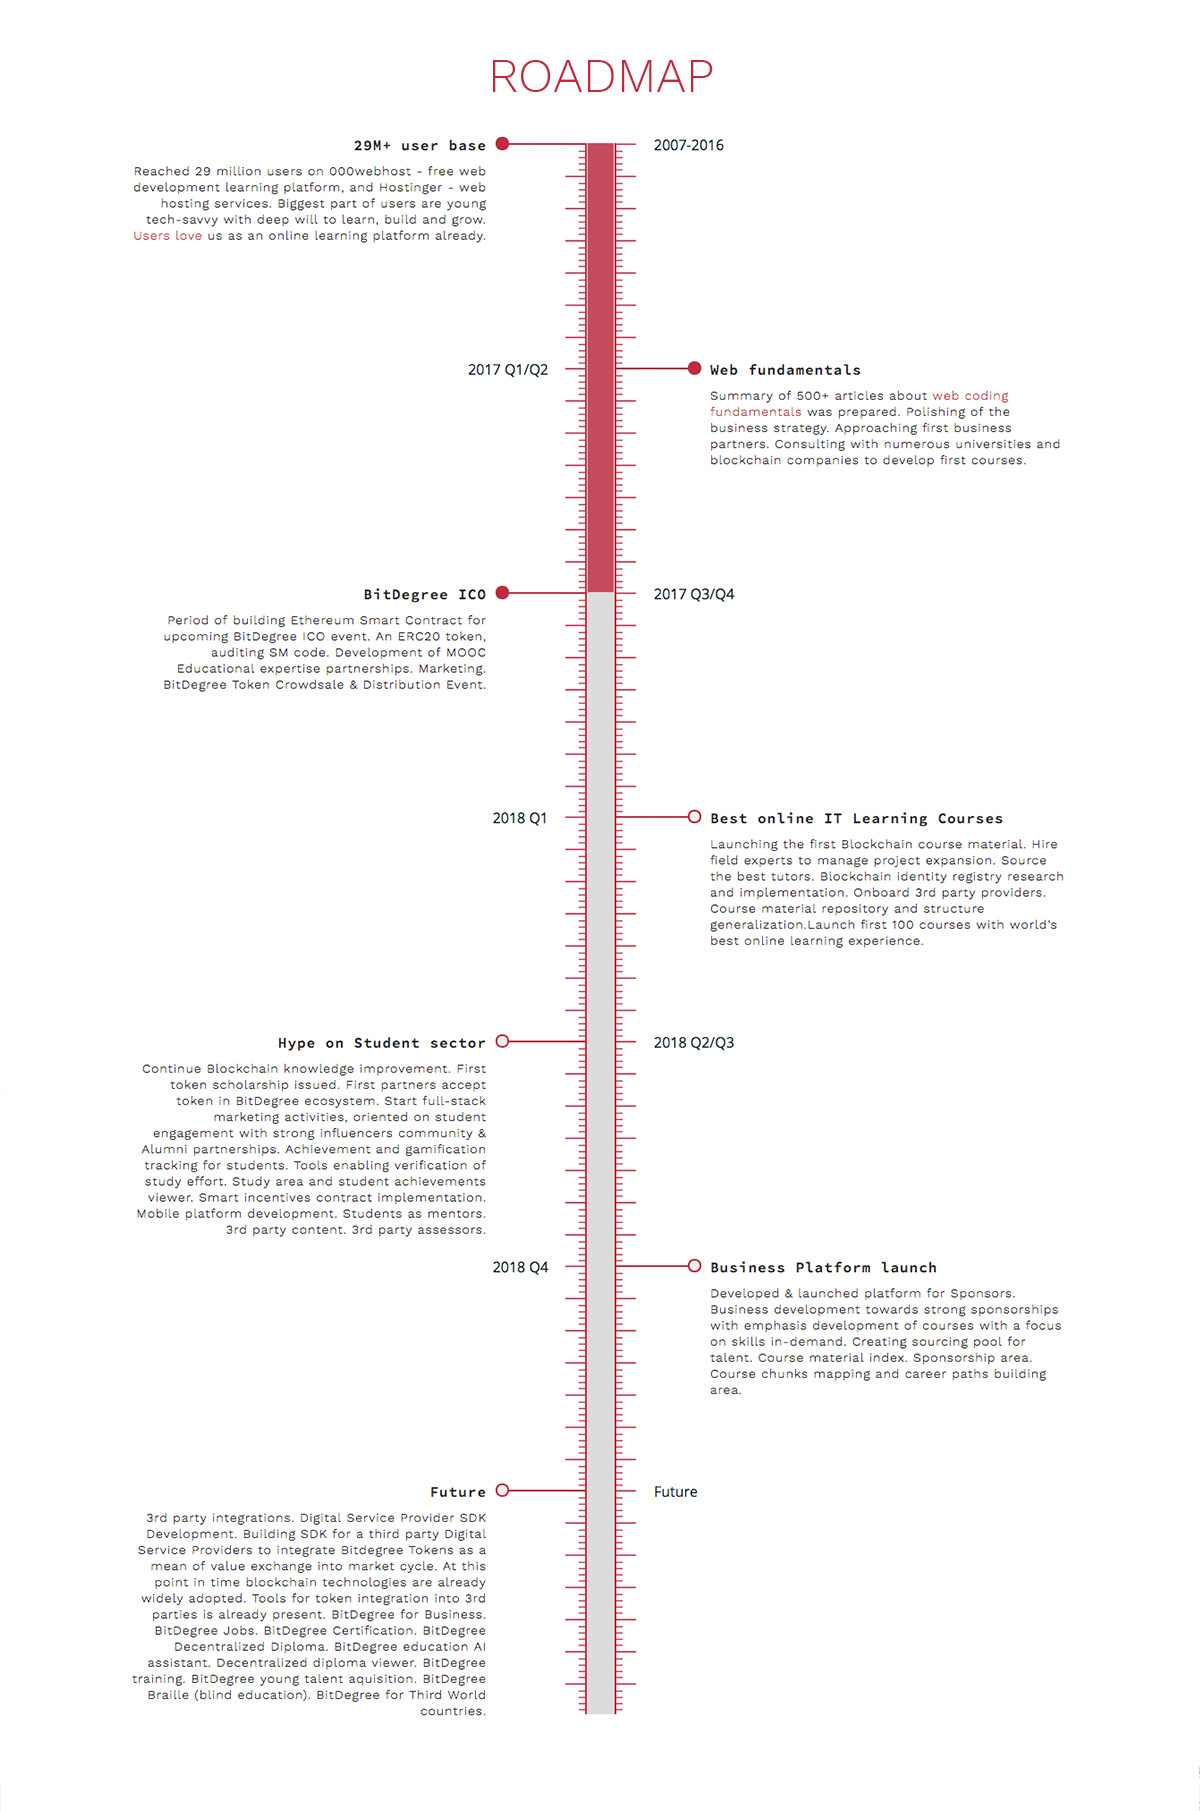 ROADMAP
29M+ user base
2007-2016
Reached 29 million users on 000webhost - free web
development learning platform, and Hostinger - web
hosting services. Biggest part of users are young
tech-savvy with deep will to learn, build and grow.
Users love us as an online learning platform already.
2017 Q1/Q2
Web fundamentals
Summary of 500+ articles about web coding
fundamentals was prepared. Polishing of the
business strategy. Approaching first business
partners. Consulting with numerous universities and
blockchain companies to develop first courses.
BitDegree ICO
2017 Q3/Q4
Period of building Ethereum Smart Contract for
upcoming BitDegree ICO event. An ERC20 token,
auditing SM code. Development of MOOC
Educational expertise partnerships. Marketing.
BitDegree Token Crowdsale & Distribution Event.
2018 Q1
Best online IT Learning Courses
Launching the first Blockchain course material. Hire
field experts to manage project expansion. Source
the best tutors. Blockchain identity registry research
and implementation. Onboard 3rd party providers.
Course material repository and structure
generalization.Launch first 100 courses with world’s
best online learning experience.
Hype on Student sector
2018 Q2/Q3
Continue Blockchain knowledge improvement. First
token scholarship issued. First partners accept
token in BitDegree ecosystem. Start full-stack
marketing activities, oriented on student
engagement with strong influencers community &
Alumni partnerships. Achievement and gamification
tracking for students. Tools enabling verification of
study effort. Study area and student achievements
viewer. Smart incentives contract implementation.
Mobile platform development. Students as mentors.
3rd party content. 3rd party assessors.
2018 Q4
Business Platform launch
Developed & launched platform for Sponsors.
Business development towards strong sponsorships
with emphasis development of courses with a focus
on skills in-demand. Creating sourcing pool for
talent. Course material index. Sponsorship area.
Course chunks mapping and career paths building
area.
Future
Future
3rd party integrations. Digital Service Provider SDK
Development. Building SDK for a third party Digital
Service Providers to integrate Bitdegree Tokens as a
mean of value exchange into market cycle. At this
point in time blockchain technologies are already
widely adopted. Tools for token integration into 3rd
parties is already present. BitDegree for Business.
BitDegree Jobs. BitDegree Certification. BitDegree
Decentralized Diploma. BitDegree education AI
assistant. Decentralized diploma viewer. BitDegree
training. BitDegree young talent aquisition. BitDegree
Braille (blind education). BitDegree for Third World
countries.